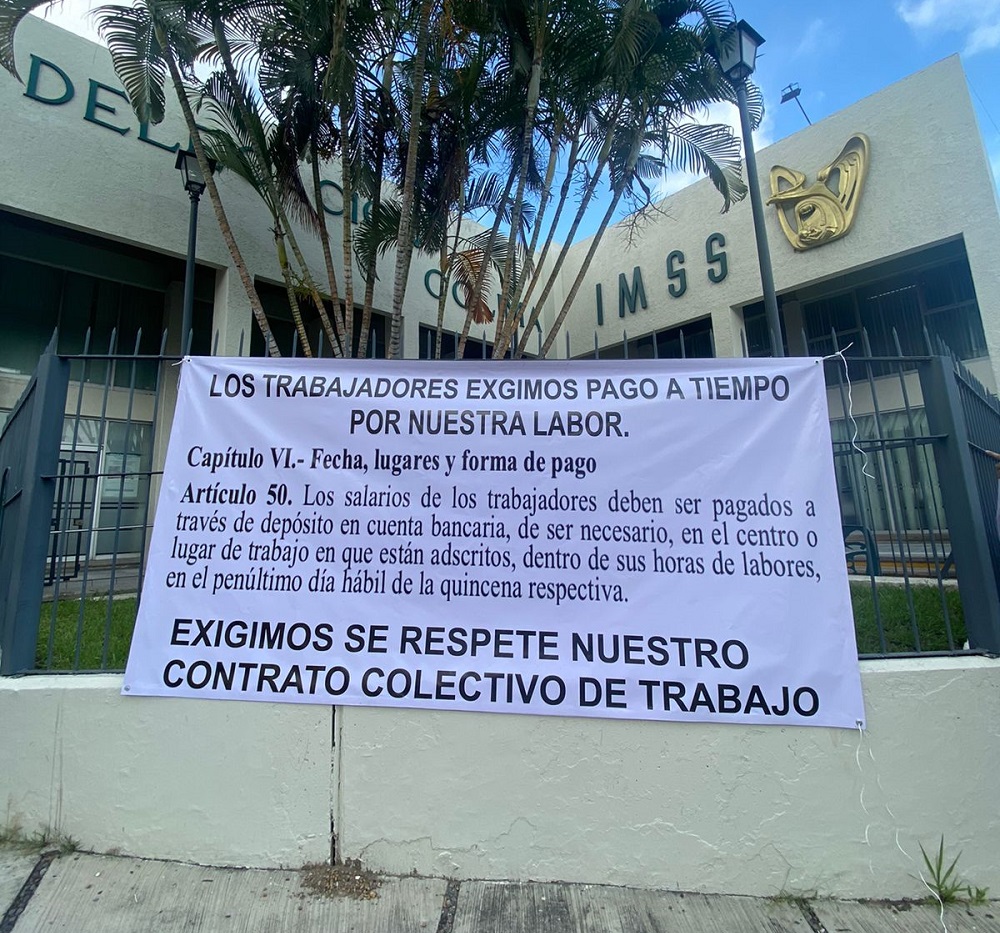 IMSS
LOS TRABAJADORES EXGIMOS PAGO A TIEMPO
POR NUESTRA LABOR.
Capítulo VI.- Fecha, lugares y forma de pago
Artículo 50. Los salarios de los trabajadores deben ser pagados a
través de depósito en cuenta bancaria, de ser necesario, en el centro o
lugar de trabajo en que están adscritos, dentro de sus horas de labores,
en el penúltimo día hábil de la quincena respectiva.
EXIGIMOS SE RESPETE NUESTRO
CONTRATO COLECTIVO DE TRABAJO